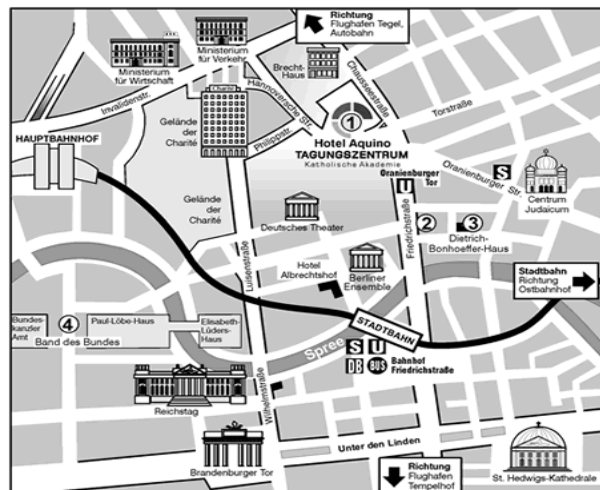 Richtung
Flughafen Tegel,
Autobahn
Ministerium
für Verkehr
Ministerium
für Wirtschaft
Brecht-
Haus
Chausseestraße
Invalidenstr.
Hannoversche Str.
Charité
Torstraße
Gelände
der
Charité
Philippstr.
1
HAUPTBAHNHOF
Hotel Aquino
TAGUNGSZENTRUM
Katholische Akademie
Oranienburger
Tor
U
Oranienburger Str.
S
Centrum
Judaicum
Gelände
der
Charité
Deutsches Theater
Friedrichstraße
2
3
Dietrich-
Bonhoeffer-Haus
Luisenstraße
Hotel
Albrechtshof
Berliner
Ensemble
Stadtbahn
Richtung
Ostbahnhof
Bundes-
kanzler
Amt
4
Paul-Löbe-Haus
Elisabeth-
Lüders-
Haus
Band des Bundes
STADTBAHN
Spree
S U
DB BUS
Bahnhof
Friedrichstraße
Reichstag
Wilhelmstraße
Unter den Linden
Brandenburger Tor
Richtung
Flughafen
Tempelhof
St. Hedwigs-Kathedrale